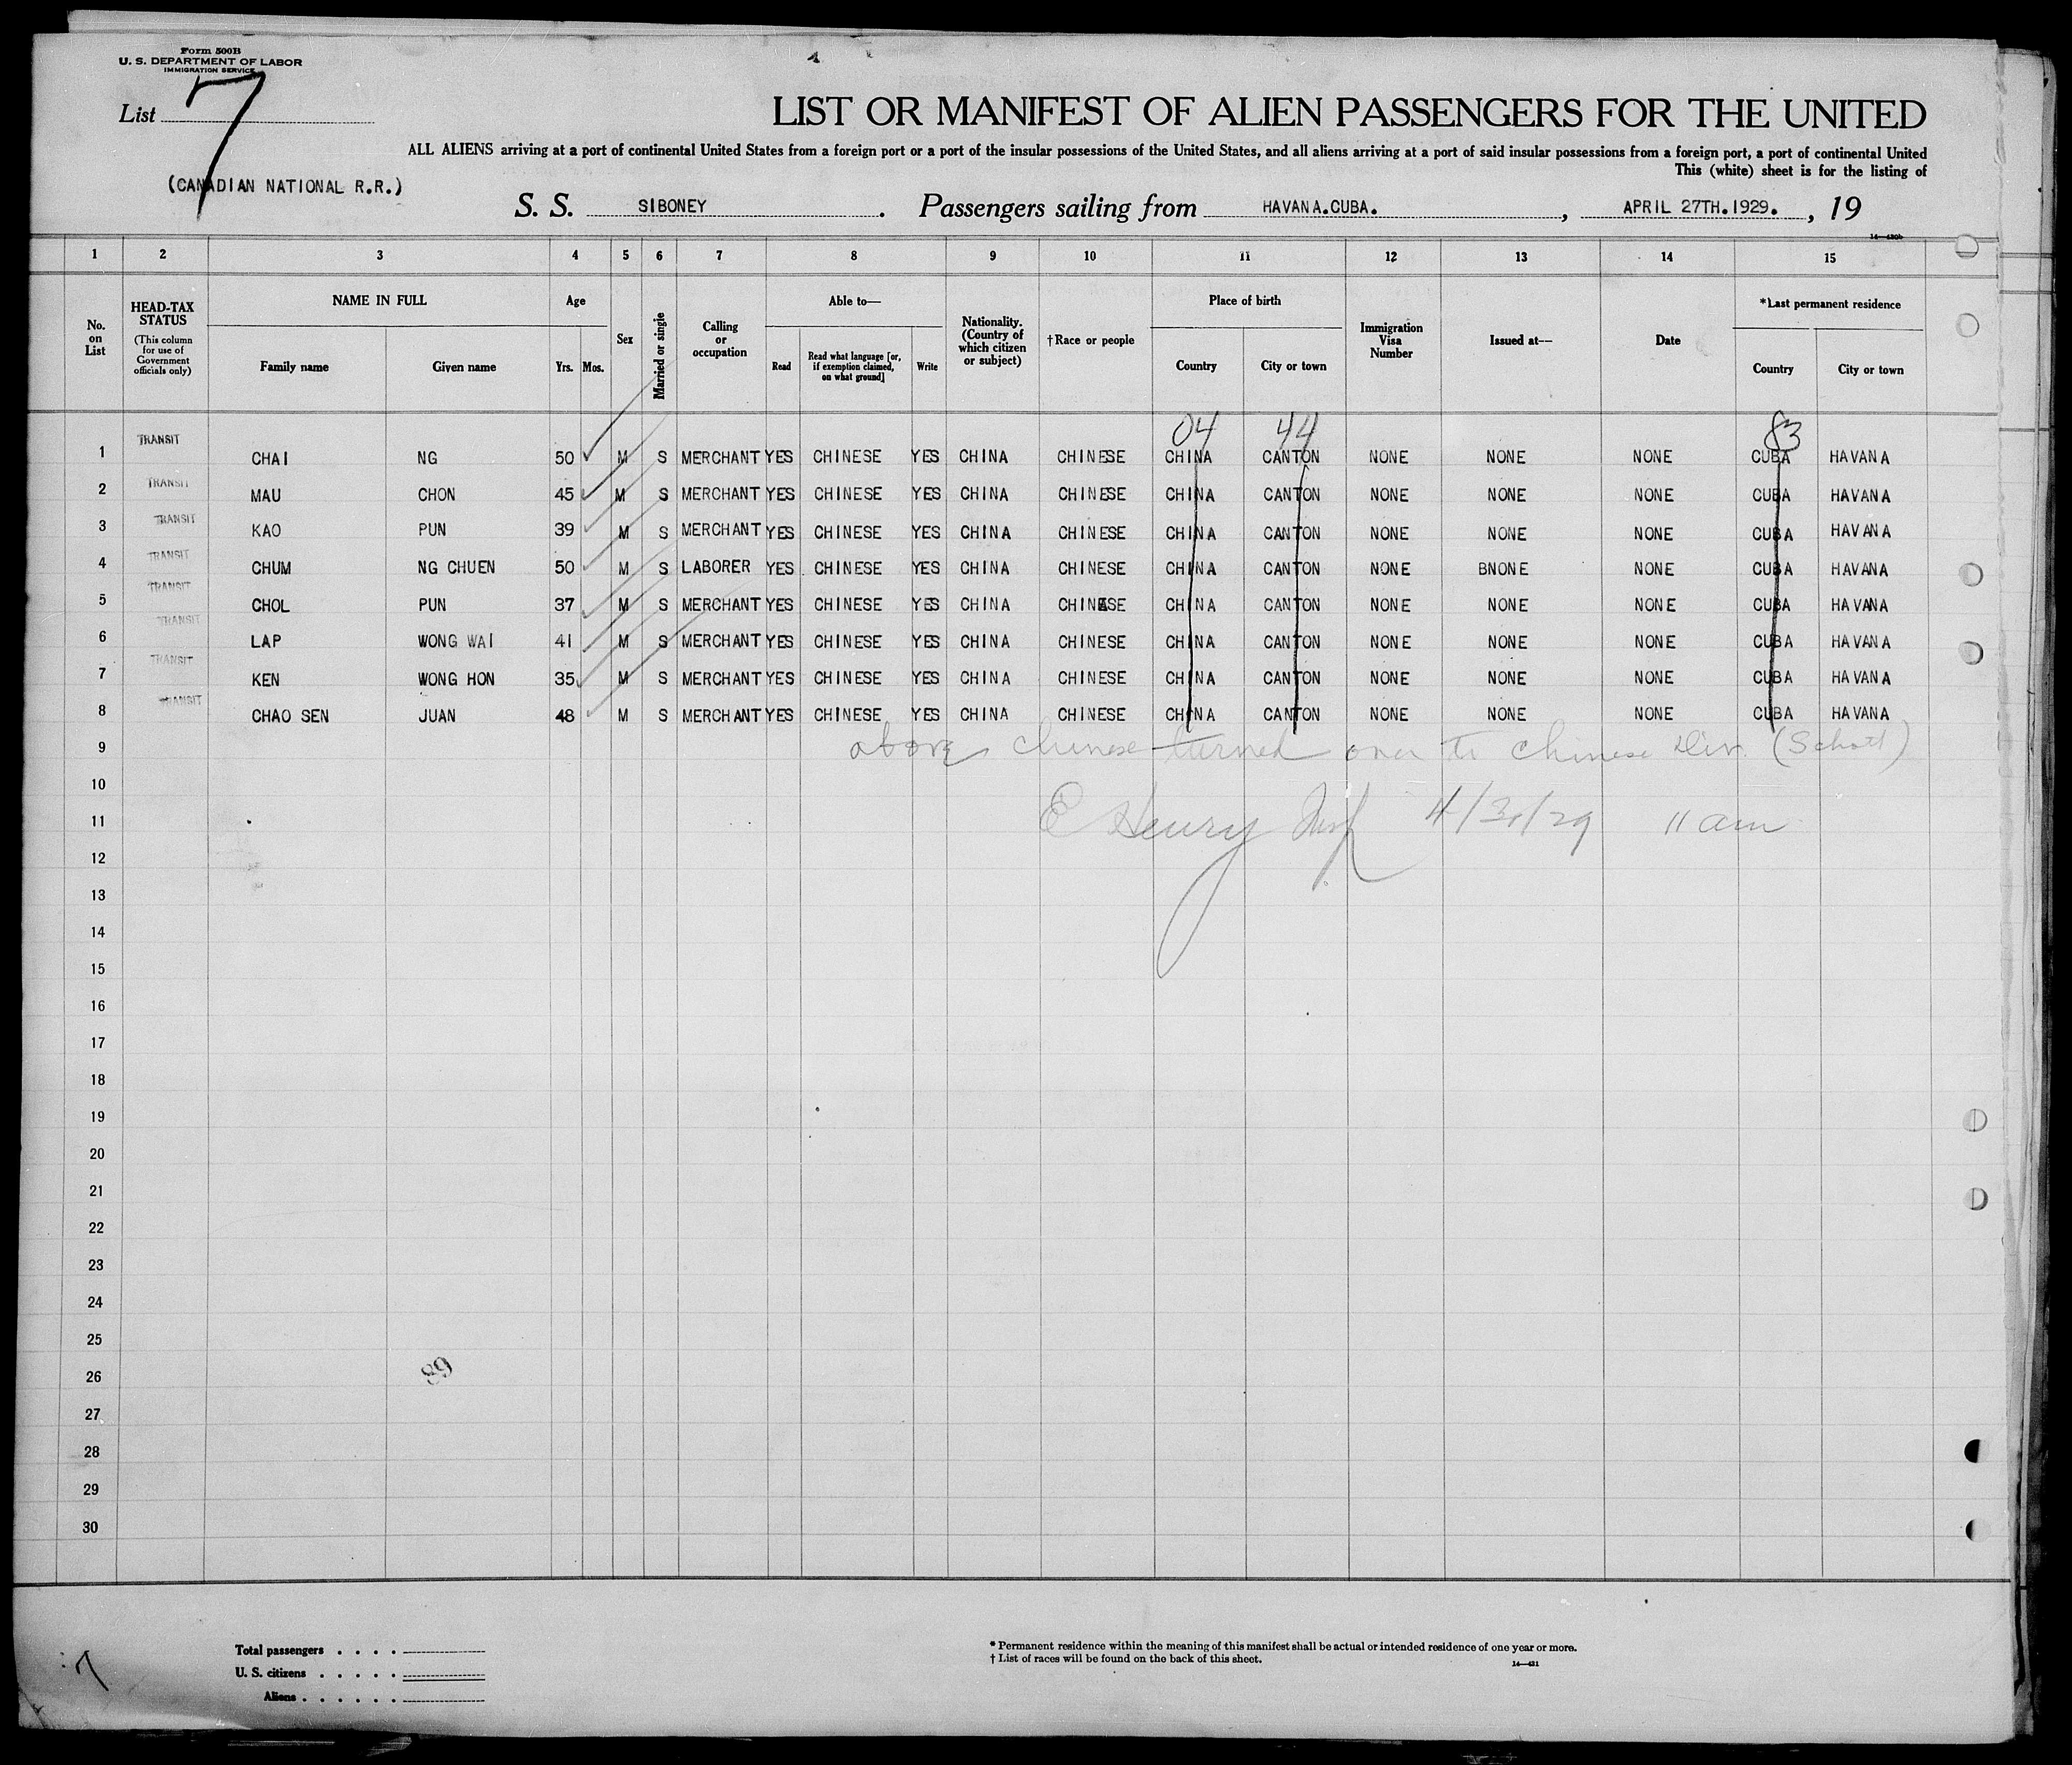 Form 500B
U. S. DEPARTMENT OF LABOR
IMMIGRATION SERVICE
List 7
LIST OR MANIFEST OF ALIEN PASSENGERS FOR THE UNITED
ALL ALIENS arriving at a port of continental United States from a foreign port or a port of the insular possessions of the United States, and all aliens arriving at a port of said insular possessions from a foreign port, a port of continental United
This (white) sheet is for the listing of
(CANADIAN NATIONAL R.R.)
S. S. SIBONEY. Passengers sailing from HAVANA.CUBA. , APRIL 27TH.1929. , 19
14—430b
1 2 3 4 5 6 7 8 9 10 11 12 13 14 15
No. on List
HEAD-TAX STATUS
(This column for use of Government officials only)
NAME IN FULL
Family name Given name
Age
Yrs. Mos.
Sex
Married or single
Calling or occupation
Able to—
Read Read what language [or, if exemption claimed, on what ground] Write
Nationality. (Country of which citizen or subject)
†Race or people
Place of birth
Country City or town
Immigration Visa Number
Issued at—
Date
*Last permanent residence
Country City or town
04 44 83
1 TRANSIT CHAI NG 50 M S MERCHANT YES CHINESE YES CHINA CHINESE CHINA CANTON NONE NONE NONE CUBA HAVANA
2 TRANSIT MAU CHON 45 M S MERCHANT YES CHINESE YES CHINA CHINESE CHINA CANTON NONE NONE NONE CUBA HAVANA
3 TRANSIT KAO PUN 39 M S MERCHANT YES CHINESE YES CHINA CHINESE CHINA CANTON NONE NONE NONE CUBA HAVANA
4 TRANSIT CHUM NG CHUEN 50 M S LABORER YES CHINESE YES CHINA CHINESE CHINA CANTON NONE BNONE NONE CUBA HAVANA
5 TRANSIT CHOL PUN 37 M S MERCHANT YES CHINESE YES CHINA CHINESE CHINA CANTON NONE NONE NONE CUBA HAVANA
6 TRANSIT LAP WONG WAI 41 M S MERCHANT YES CHINESE YES CHINA CHINESE CHINA CANTON NONE NONE NONE CUBA HAVANA
7 TRANSIT KEN WONG HON 35 M S MERCHANT YES CHINESE YES CHINA CHINESE CHINA CANTON NONE NONE NONE CUBA HAVANA
8 TRANSIT CHAO SEN JUAN 48 M S MERCHANT YES CHINESE YES CHINA CHINESE CHINA CANTON NONE NONE NONE CUBA HAVANA
9 above Chinese turned over to Chinese Div.
10
11 E Henry Insp 4/30/29 11 am
12
13
14
15
16
17
18
19
20
21
22
23
24
25
26 89
27
28
29
30
Total passengers . . . .
U. S. citizens . . . . .
Aliens . . . . . .
* Permanent residence within the meaning of this manifest shall be actual or intended residence of one year or more.
† List of races will be found on the back of this sheet.
14—431
7